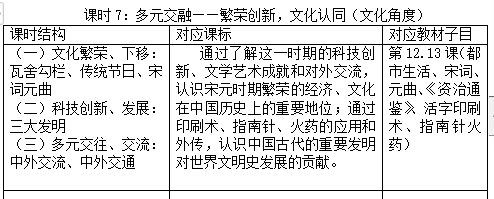 课时 7：多元交融——繁荣创新，文化认同（文化角度）
课时结构
对应课标
对应教材子目
（一）文化繁荣、下移：
瓦舍勾栏、传统节日、宋
词元曲
（二）科技创新、发展：
三大发明
（三）多元交往、交流：
中外交流、中外交通
通过了解这一时期的科技创
新、文学艺术成就和对外交流，
认识宋元时期繁荣的经济、文化
在中国历史上的重要地位；通过
印刷术、指南针、火药的应用和
外传，认识中国古代的重要发明
对世界文明史发展的贡献。
第 12.13 课（都
市生活、宋词、
元曲、《资治通
鉴》、活字印刷
术、指南针火
药）